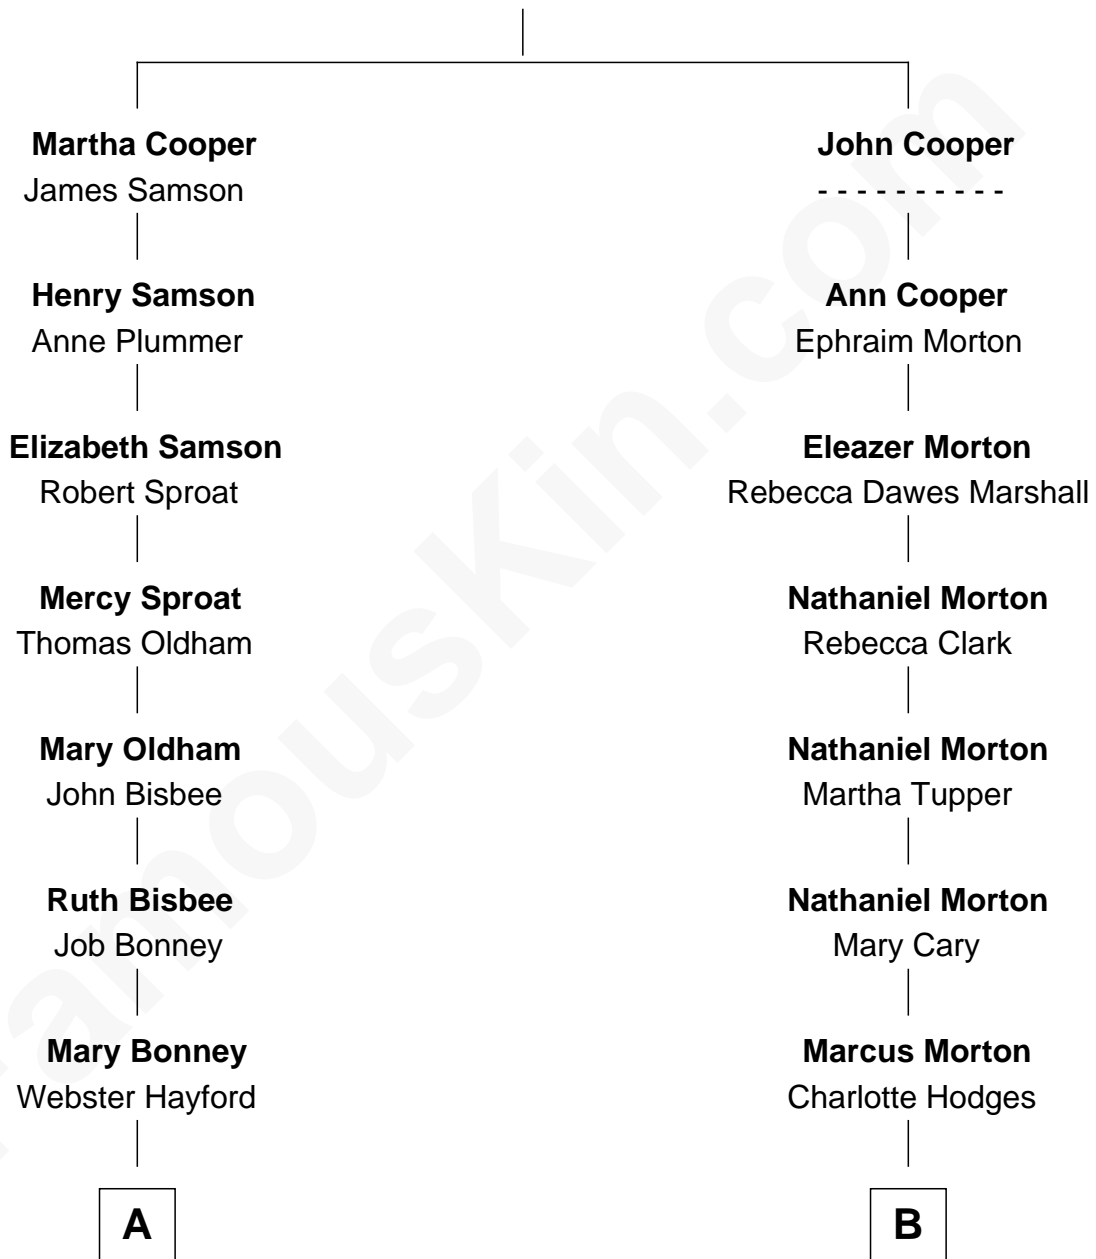 Martha Cooper
James Samson
John Cooper
- - - - - - - - - -
Henry Samson
Anne Plummer
Ann Cooper
Ephraim Morton
Elizabeth Samson
Robert Sproat
Eleazer Morton
Rebecca Dawes Marshall
Mercy Sproat
Thomas Oldham
Nathaniel Morton
Rebecca Clark
Mary Oldham
John Bisbee
Nathaniel Morton
Martha Tupper
Ruth Bisbee
Job Bonney
Nathaniel Morton
Mary Cary
Mary Bonney
Webster Hayford
Marcus Morton
Charlotte Hodges
A
B
FamousKin.com